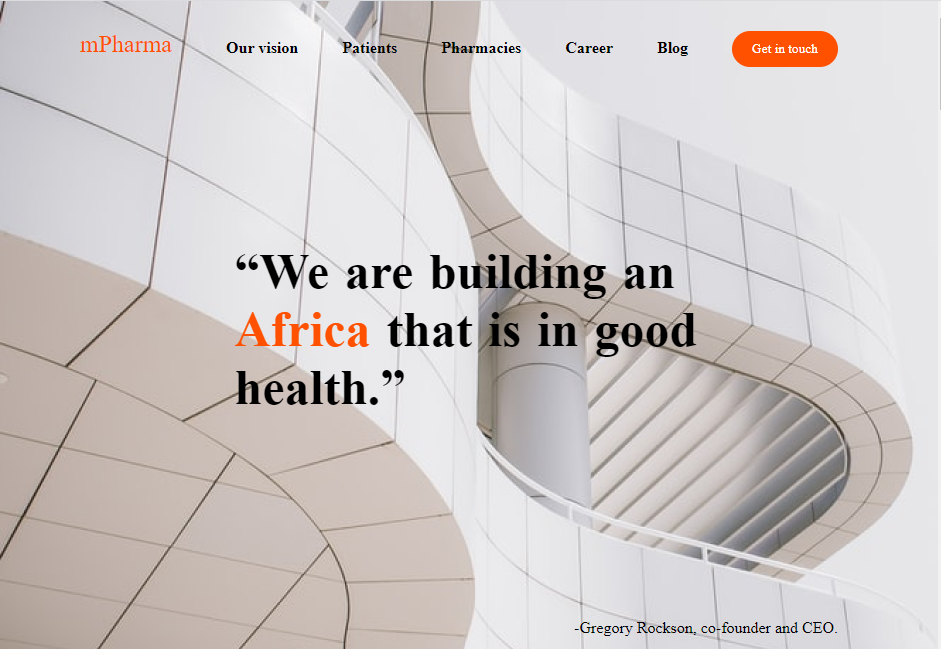 mPharma Our vision Patients Pharmacies Career Blog Get in touch
“We are building an
Africa that is in good
health.”
-Gregory Rockson, co-founder and CEO.